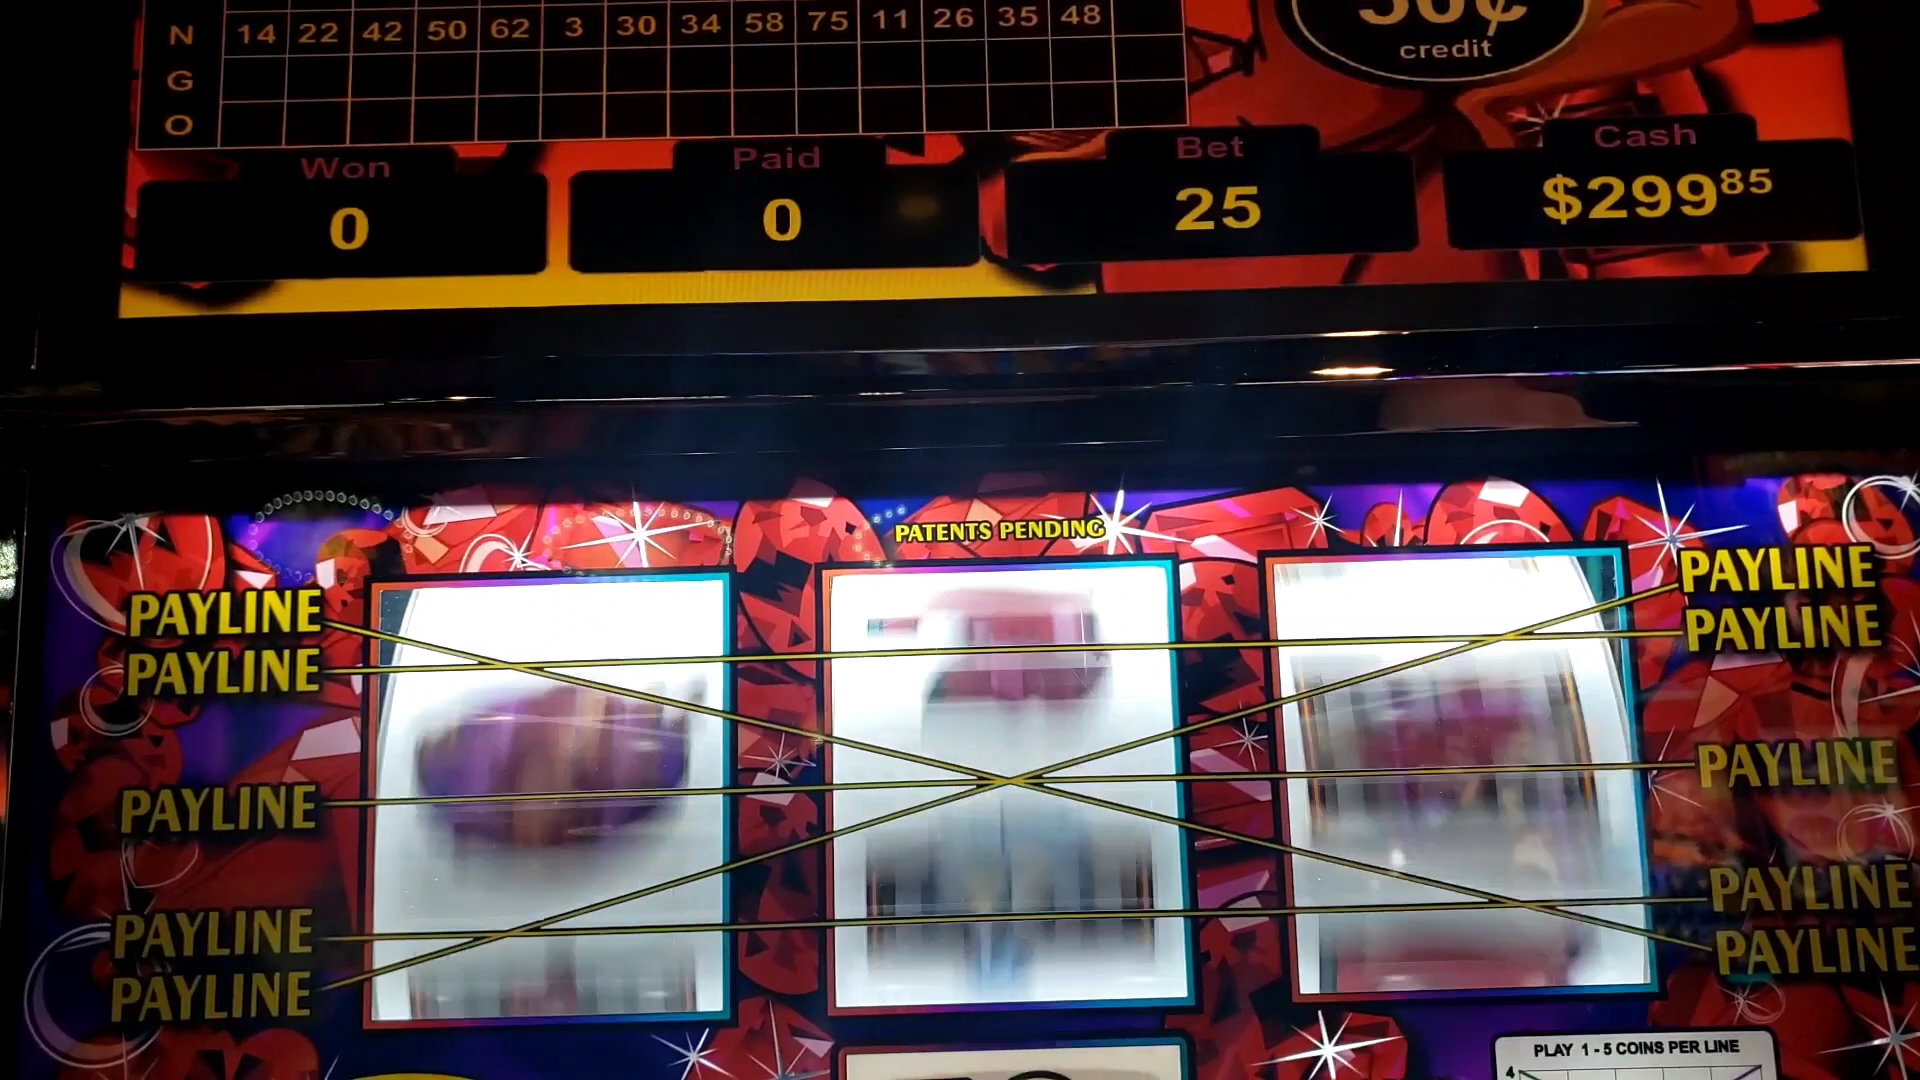 N 14 22 42 50 62 3 30 34 58 75 11 26 35 48
G
O
50¢
credit
Won Paid Bet Cash
0 0 25 $299 85
PATENTS PENDING
PAYLINE PAYLINE
PAYLINE PAYLINE
PAYLINE PAYLINE
PAYLINE PAYLINE
PAYLINE PAYLINE
PLAY 1 - 5 COINS PER LINE
4